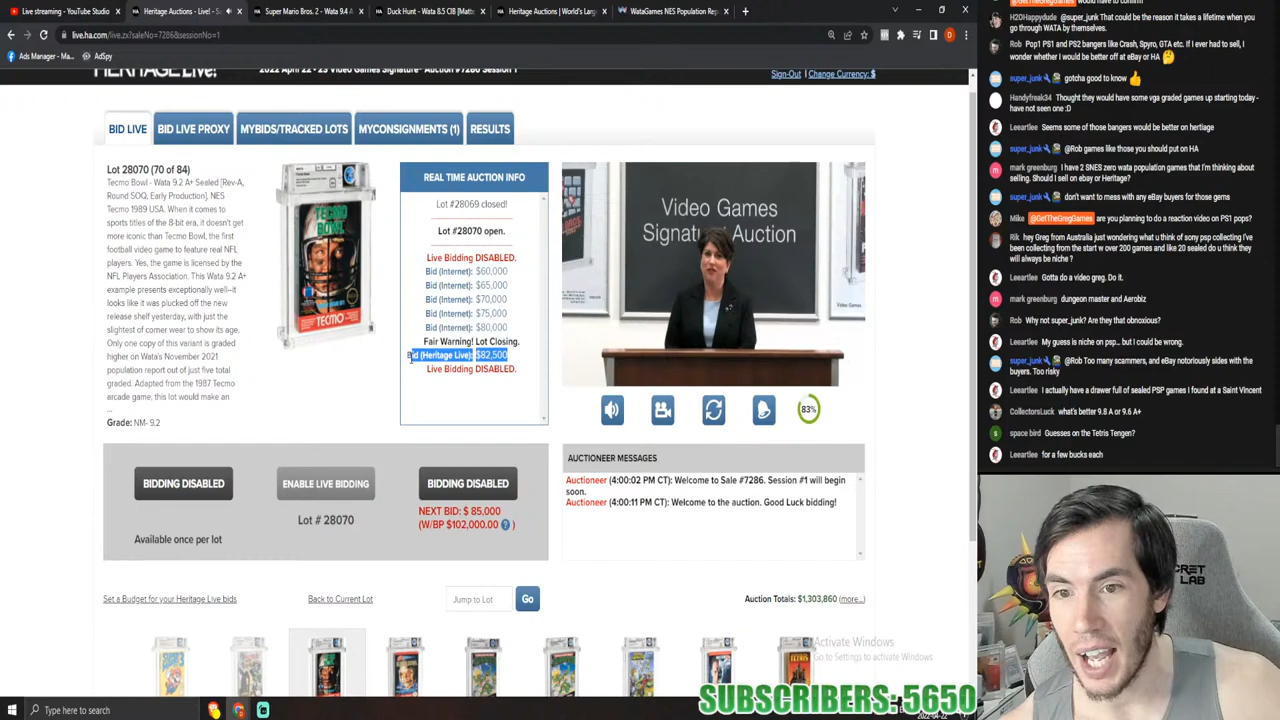 Live streaming - YouTube Studio
Heritage Auctions - Live - S
Super Mario Bros. 2 - Wata 9.4 A
Duck Hunt - Wata 9.8 A Sealed [M
World's Larg
WataGames NES Population Re
live.ha.com/live.zx?saleNo=7286&sessionNo=1
Ads Manager - Ma...
AdSpy
HERITAGE Live!
2022 April 22 - 23 Video Games Signature Auction #7286 Session 1
Sign-Out | Change Currency: $
BID LIVE
BID LIVE PROXY
MYBIDS/TRACKED LOTS
MYCONSIGNMENTS (1)
RESULTS
Lot 28070 (70 of 84)
Tecmo Bowl - Wata 9.2 A+ Sealed [Rev-A,
Round SOQ, Early Production], NES
Tecmo 1989 USA. When it comes to
sports titles of the 8-bit era, it doesn't get
more iconic than Tecmo Bowl, the first
football video game to feature real NFL
players. Yes, the game is licensed by the
NFL Players Association. This Wata 9.2 A+
example presents exceptionally well—it
looks like it was plucked off the new
release shelf yesterday, with just the
slightest of corner wear to show its age.
Only one copy of this variant is graded
higher on Wata's November 2021
population report out of just five total
graded. Adapted from the 1987 Tecmo
arcade game, this lot would make an
...
Grade: NM- 9.2
TECMO
BOWL
TECMO
REAL TIME AUCTION INFO
Lot #28069 closed!
Lot #28070 open.
Live Bidding DISABLED.
Bid (Internet): $60,000
Bid (Internet): $65,000
Bid (Internet): $70,000
Bid (Internet): $75,000
Bid (Internet): $80,000
Fair Warning! Lot Closing.
Bid (Heritage Live): $82,500
Live Bidding DISABLED.
Video Games
Signature Auction
Video Games
83%
BIDDING DISABLED
ENABLE LIVE BIDDING
BIDDING DISABLED
Lot # 28070
NEXT BID: $ 85,000
(W/BP $102,000.00 ? )
Available once per lot
AUCTIONEER MESSAGES
Auctioneer (4:00:02 PM CT): Welcome to Sale #7286. Session #1 will begin
soon.
Auctioneer (4:00:11 PM CT): Welcome to the auction. Good Luck bidding!
Set a Budget for your Heritage Live bids
Back to Current Lot
Jump to Lot
Go
Auction Totals: $1,303,860 (more...)
Activate Windows
Go to Settings to activate Windows.
Type here to search
SUBSCRIBERS: 5650
2022-04-22
@GetTheGregGames would have to confirm
H2OHappydude @super_junk That could be the reason it takes a lifetime when you
go through WATA by themselves.
Rob Pop1 PS1 and PS2 bangers like Crash, Spyro, GTA etc. If I ever had to sell, I
wonder whether I would be better off at eBay or HA
super_junk gotcha good to know
Handyfreak34 Thought they would have some vga graded games up starting today -
have not seen one :D
Leeartlee Seems some of those bangers would be better on hertiage
super_junk @Rob games like those you should put on HA
mark greenburg I have 2 SNES zero wata population games that I'm thinking about
selling. Should I sell on ebay or Heritage?
super_junk don't want to mess with any eBay buyers for those gems
Mike @GetTheGregGames are you planning to do a reaction video on PS1 pops?
Rik hey Greg from Australia just wondering what u think of sony psp collecting I've
been collecting from the start w over 200 games and like 20 sealed do u think they
will always be niche ?
Leeartlee Gotta do a video greg. Do it.
mark greenburg dungeon master and Aerobiz
Rob Why not super_junk? Are they that obnoxious?
Leeartlee My guess is niche on psp... but I could be wrong.
super_junk @Rob Too many scammers, and eBay notoriously sides with the
buyers. Too risky
Leeartlee I actually have a drawer full of sealed PSP games I found at a Saint Vincent
CollectorsLuck what's better 9.8 A or 9.6 A+
space bird Guesses on the Tetris Tengen?
Leeartlee for a few bucks each
CRET
LAB